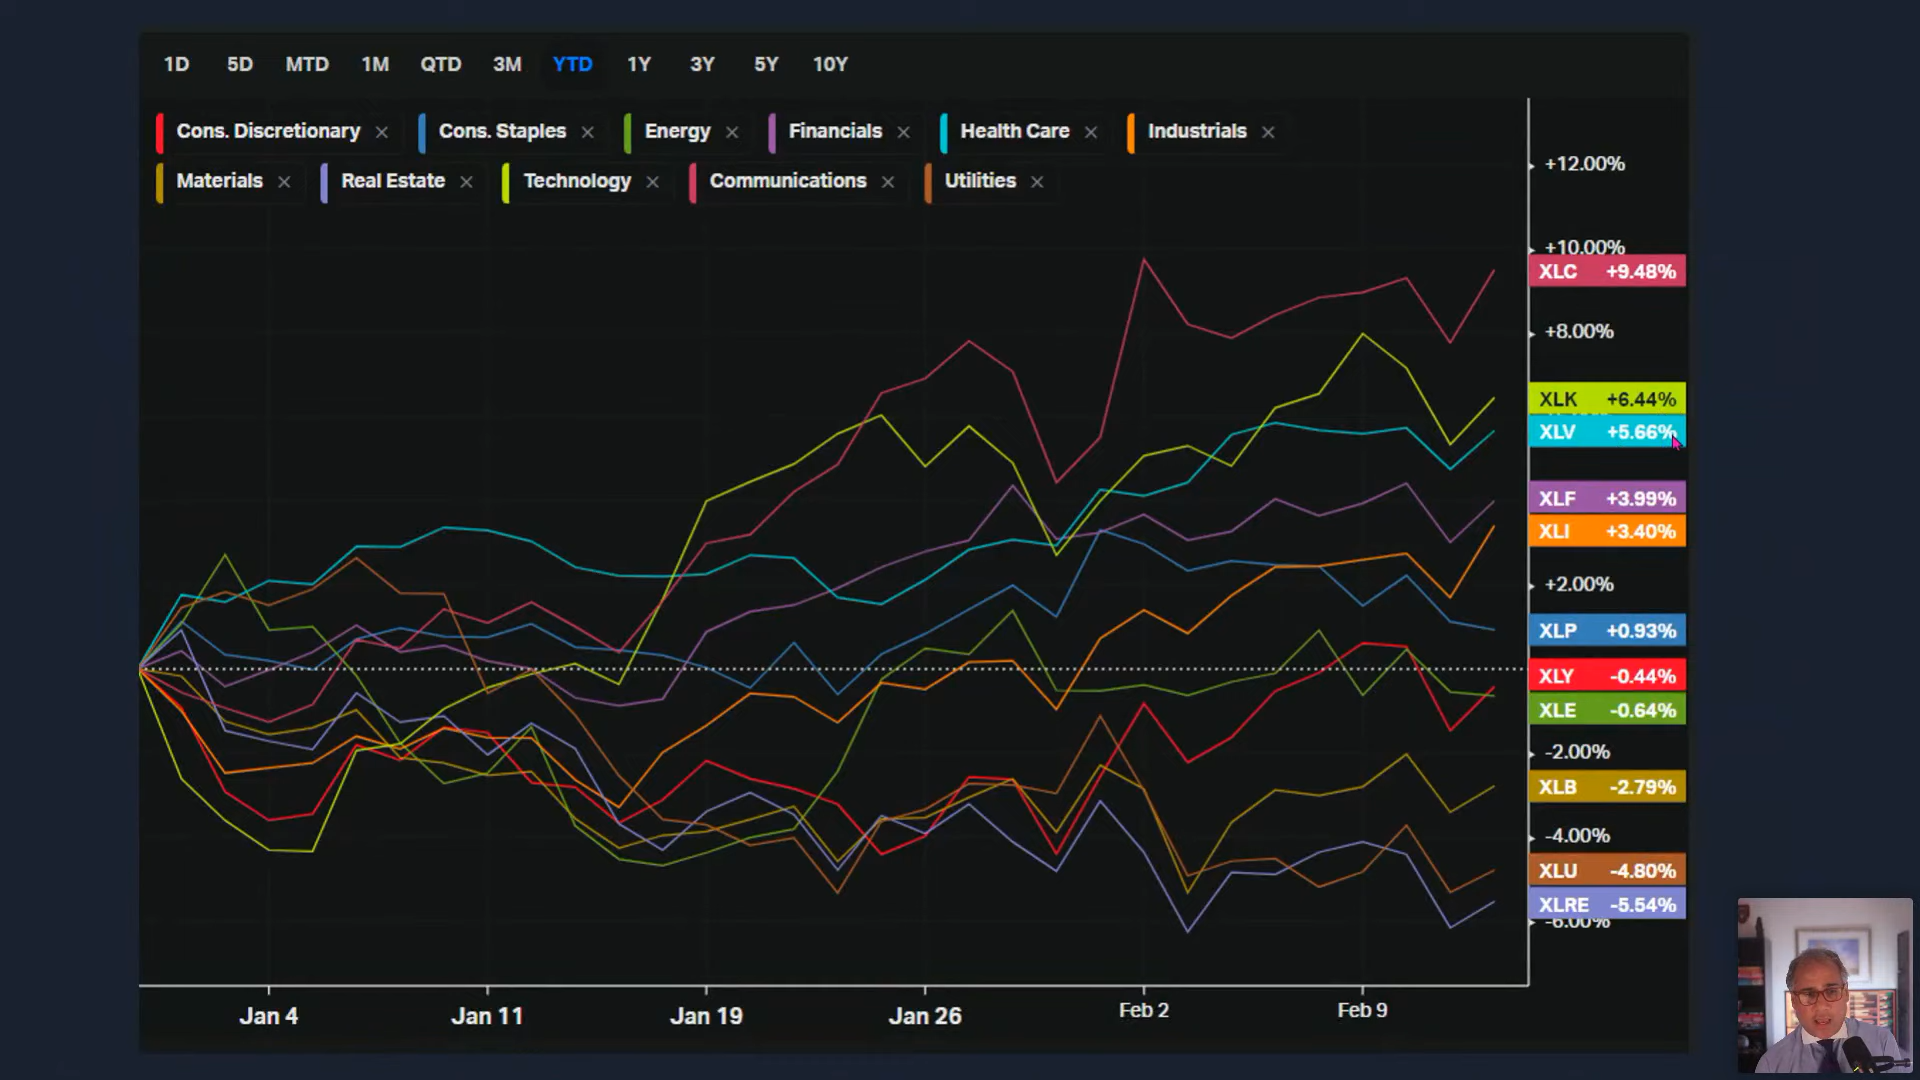 1D 5D MTD 1M QTD 3M YTD 1Y 3Y 5Y 10Y
Cons. Discretionary × Cons. Staples × Energy × Financials × Health Care × Industrials ×
Materials × Real Estate × Technology × Communications × Utilities ×
+12.00%
+10.00%
XLC +9.48%
+8.00%
XLK +6.44%
XLV +5.66%
XLF +3.99%
XLI +3.40%
+2.00%
XLP +0.93%
XLY -0.44%
XLE -0.64%
-2.00%
XLB -2.79%
-4.00%
XLU -4.80%
XLRE -5.54%
-6.00%
Jan 4 Jan 11 Jan 19 Jan 26 Feb 2 Feb 9